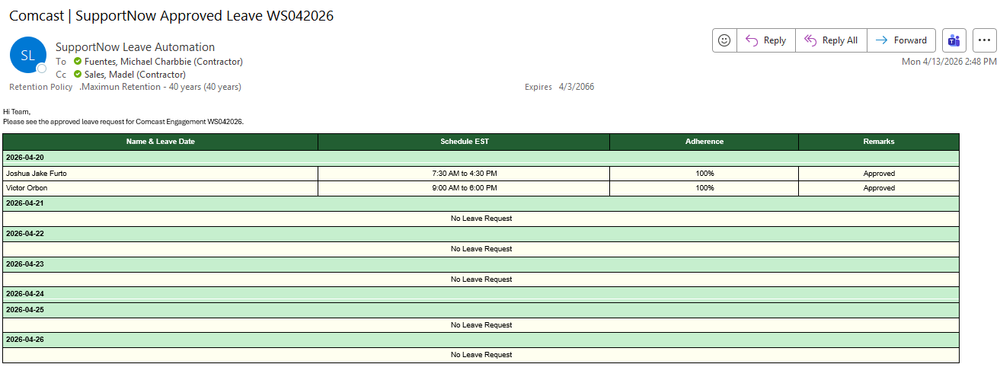 Comcast | SupportNow Approved Leave WS042026
SL
SupportNow Leave Automation
To Fuentes, Michael Charbbie (Contractor)
Cc Sales, Madel (Contractor)
Reply Reply All Forward
Mon 4/13/2026 2:48 PM
Retention Policy .Maximun Retention - 40 years (40 years) Expires 4/3/2066
Hi Team,
Please see the approved leave request for Comcast Engagement WS042026.
Name & Leave Date Schedule EST Adherence Remarks
2026-04-20
Joshua Jake Furto 7:30 AM to 4:30 PM 100% Approved
Victor Orbon 9:00 AM to 6:00 PM 100% Approved
2026-04-21
No Leave Request
2026-04-22
No Leave Request
2026-04-23
No Leave Request
2026-04-24
2026-04-25
No Leave Request
2026-04-26
No Leave Request